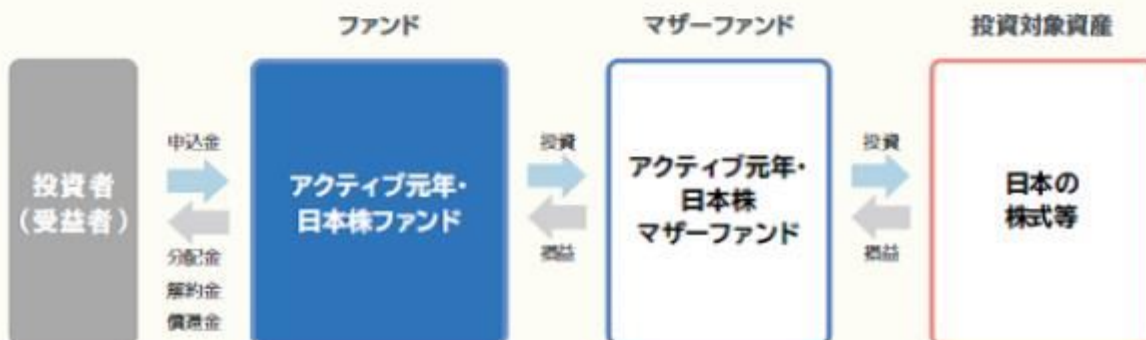 ファンド
マザーファンド
投資対象資産
投資者
(受益者)
申込金
分配金
解約金
償還金
アクティブ元年・
日本株ファンド
投資
損益
アクティブ元年・
日本株
マザーファンド
投資
損益
日本の
株式等